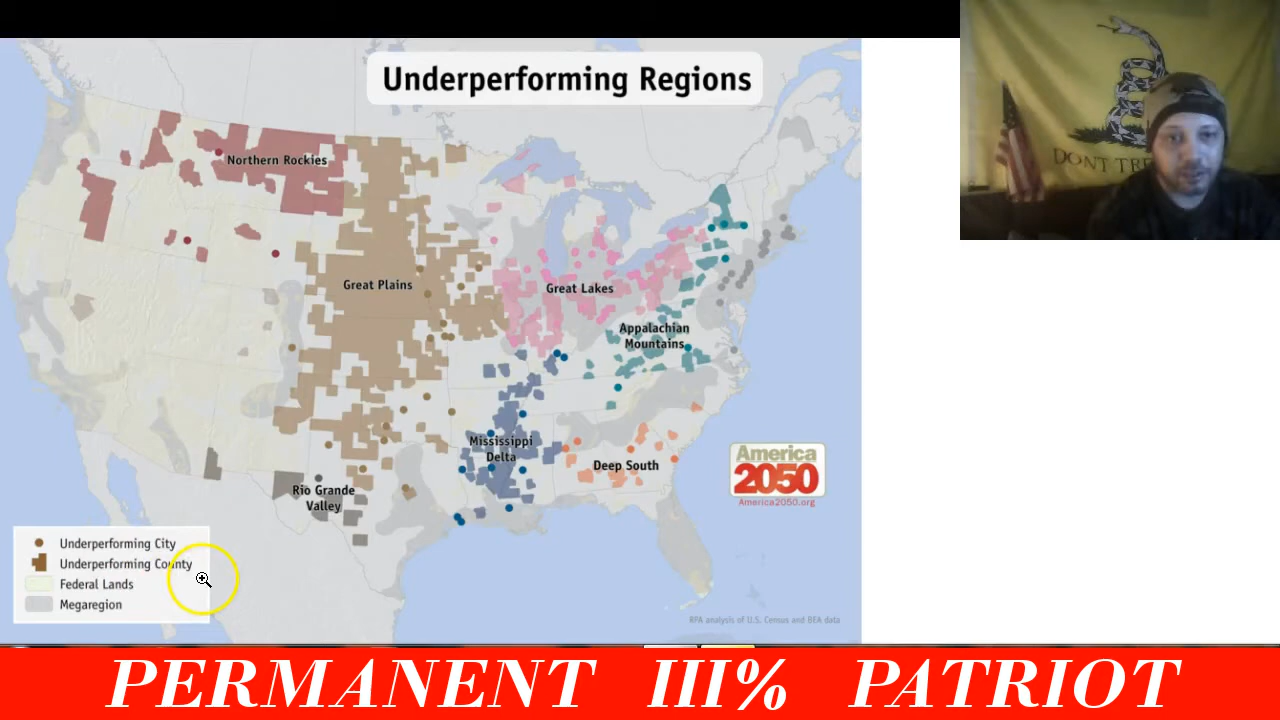 Underperforming Regions
DON'T TRE
Northern Rockies
Great Plains
Great Lakes
Appalachian
Mountains
Mississippi
Delta
Deep South
Rio Grande
Valley
America
2050
America2050.org
Underperforming City
Underperforming County
Federal Lands
Megaregion
RPA analysis of U.S. Census and BEA data
PERMANENT III% PATRIOT